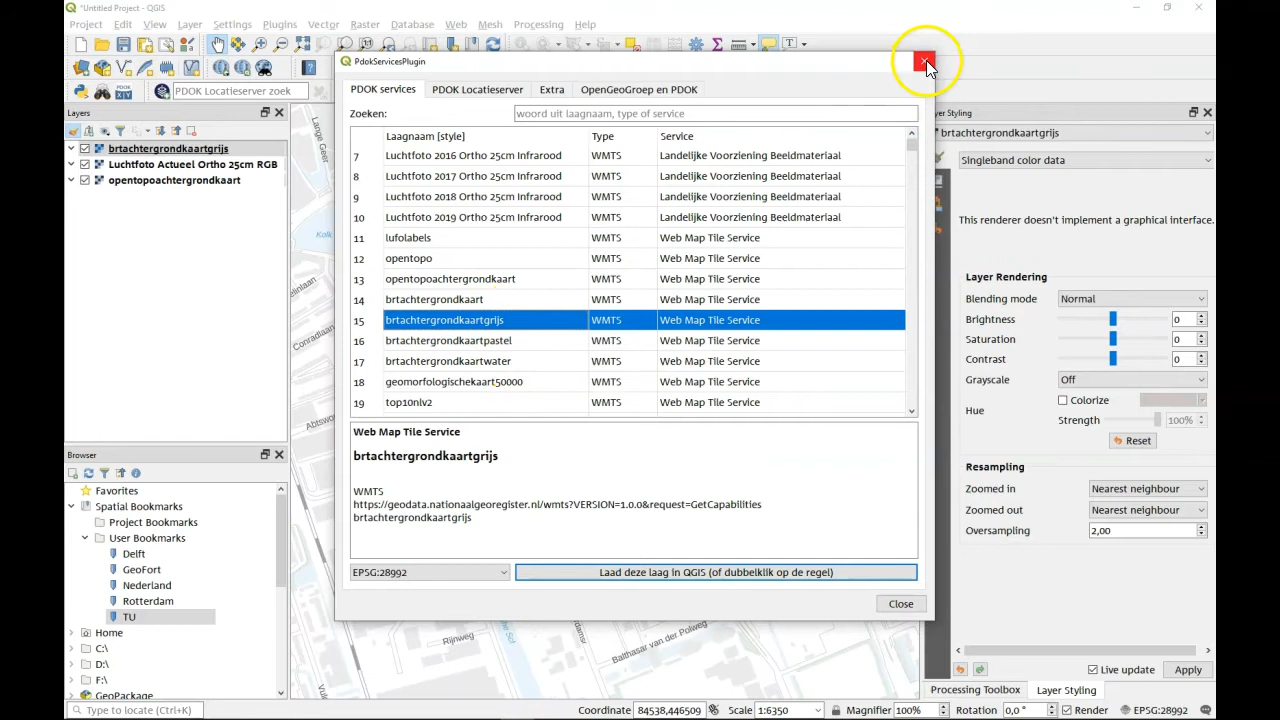 *Untitled Project - QGIS
Project Edit View Layer Settings Plugins Vector Raster Database Web Mesh Processing Help
PDOK Locatieserver zoek
Layers
brtachtergrondkaartgrijs
Luchtfoto Actueel Ortho 25cm RGB
opentopoachtergrondkaart
Browser
Favorites
Spatial Bookmarks
Project Bookmarks
User Bookmarks
Delft
GeoFort
Nederland
Rotterdam
TU
Home
C:\
D:\
F:\
GeoPackage
Lange Geer
Kolk
Conradlaan
Rijnweg
Balthasar van der Polweg
PdokServicesPlugin
PDOK services PDOK Locatieserver Extra OpenGeoGroep en PDOK
Zoeken: woord uit laagnaam, type of service
Laagnaam [style] Type Service
7 Luchtfoto 2016 Ortho 25cm Infrarood WMTS Landelijke Voorziening Beeldmateriaal
8 Luchtfoto 2017 Ortho 25cm Infrarood WMTS Landelijke Voorziening Beeldmateriaal
9 Luchtfoto 2018 Ortho 25cm Infrarood WMTS Landelijke Voorziening Beeldmateriaal
10 Luchtfoto 2019 Ortho 25cm Infrarood WMTS Landelijke Voorziening Beeldmateriaal
11 lufolabels WMTS Web Map Tile Service
12 opentopo WMTS Web Map Tile Service
13 opentopoachtergrondkaart WMTS Web Map Tile Service
14 brtachtergrondkaart WMTS Web Map Tile Service
15 brtachtergrondkaartgrijs WMTS Web Map Tile Service
16 brtachtergrondkaartpastel WMTS Web Map Tile Service
17 brtachtergrondkaartwater WMTS Web Map Tile Service
18 geomorfologischekaart50000 WMTS Web Map Tile Service
19 top10nlv2 WMTS Web Map Tile Service
Web Map Tile Service
brtachtergrondkaartgrijs
WMTS
https://geodata.nationaalgeoregister.nl/wmts?VERSION=1.0.0&request=GetCapabilities
brtachtergrondkaartgrijs
EPSG:28992 Laad deze laag in QGIS (of dubbelklik op de regel)
Close
yer Styling
brtachtergrondkaartgrijs
Singleband color data
This renderer doesn't implement a graphical interface.
Layer Rendering
Blending mode Normal
Brightness 0
Saturation 0
Contrast 0
Grayscale Off
Hue Colorize
Strength 100%
Reset
Resampling
Zoomed in Nearest neighbour
Zoomed out Nearest neighbour
Oversampling 2,00
Live update Apply
Processing Toolbox Layer Styling
Type to locate (Ctrl+K) Coordinate 84538,446509 Scale 1:6350 Magnifier 100% Rotation 0,0 ° Render EPSG:28992